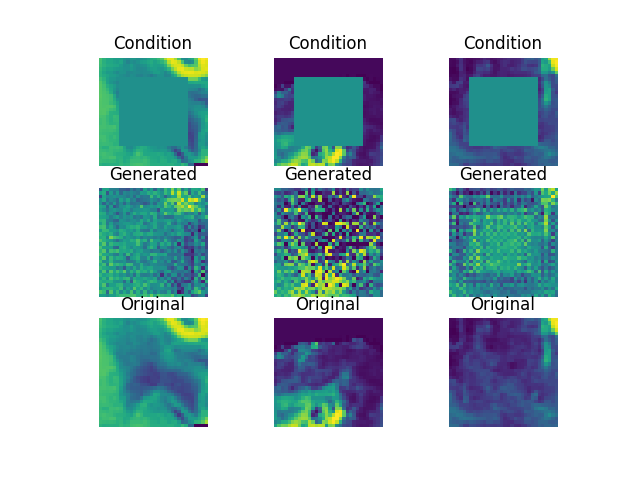 Condition Condition Condition
Generated Generated Generated
Original Original Original